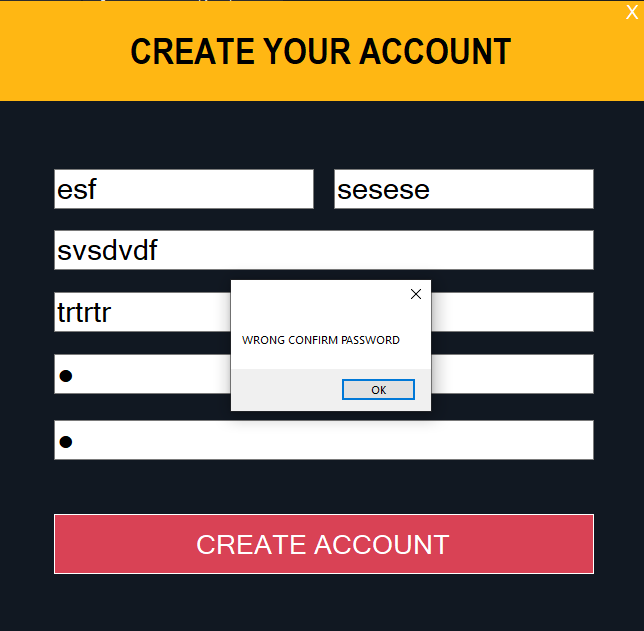 X
CREATE YOUR ACCOUNT
esf
sesese
svsdvdf
trtrtr
WRONG CONFIRM PASSWORD
OK
●
●
CREATE ACCOUNT